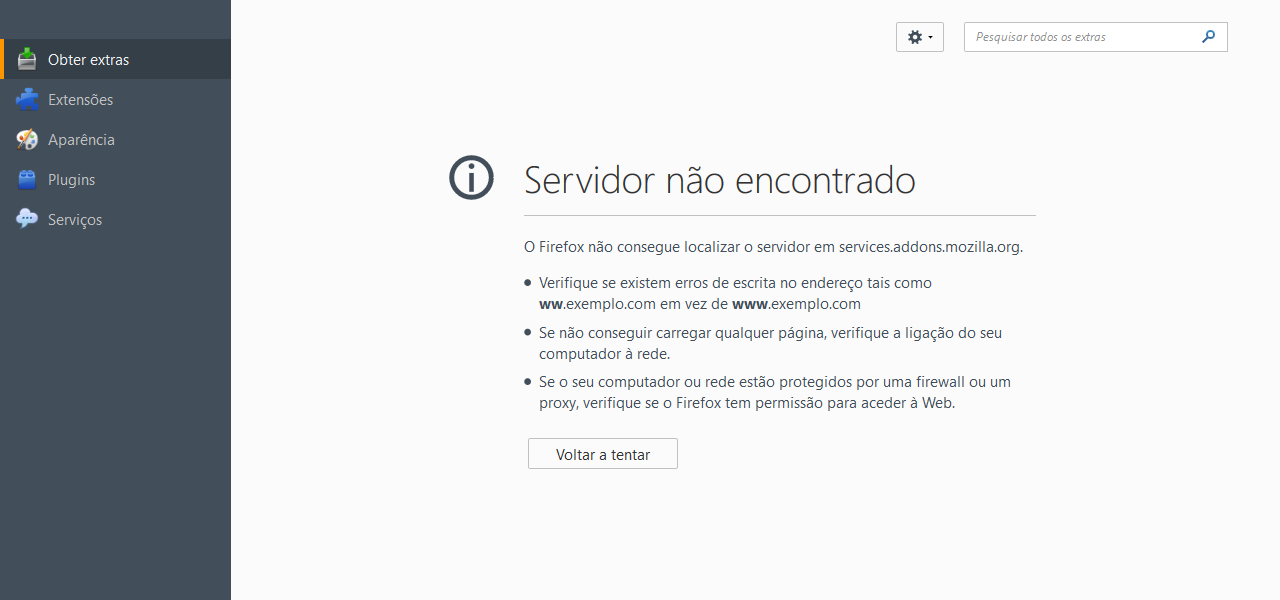 Obter extras
Extensões
Aparência
Plugins
Serviços
Pesquisar todos os extras
Servidor não encontrado
O Firefox não consegue localizar o servidor em services.addons.mozilla.org.
Verifique se existem erros de escrita no endereço tais como
ww.exemplo.com em vez de www.exemplo.com
Se não conseguir carregar qualquer página, verifique a ligação do seu
computador à rede.
Se o seu computador ou rede estão protegidos por uma firewall ou um
proxy, verifique se o Firefox tem permissão para aceder à Web.
Voltar a tentar